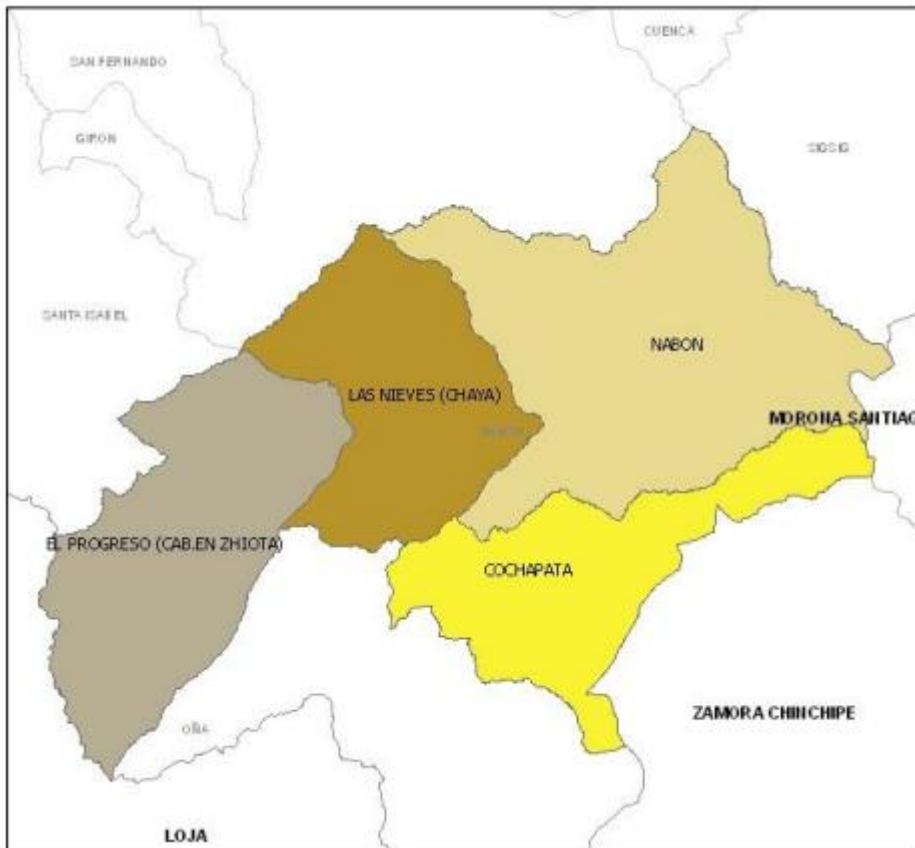 CUENCA
SAN FERNANDO
GIRON
SIGSIG
SANTA ISABEL
NABON
LAS NIEVES (CHAYA)
MORONA SANTIAG
NABON
EL PROGRESO (CAB.EN ZHIOTA)
COCHAPATA
ZAMORA CHINCHIPE
OÑA
LOJA